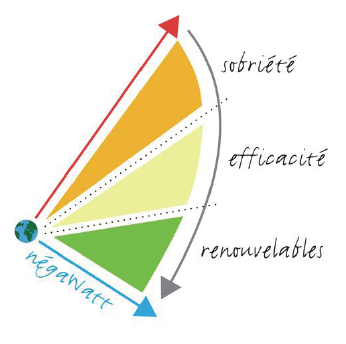 sobriété
efficacité
renouvelables
négaWatt